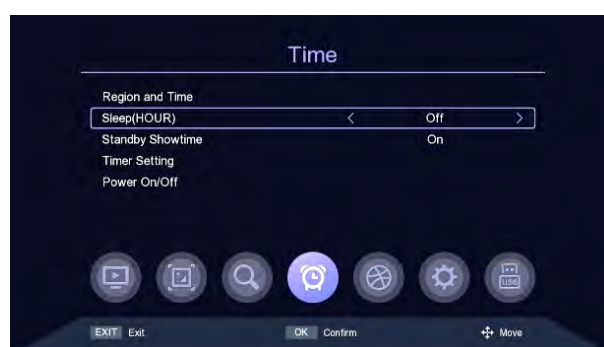 Time
Region and Time
Sleep(HOUR) < Off >
Standby Showtime On
Timer Setting
Power On/Off
USB
EXIT Exit OK Confirm Move